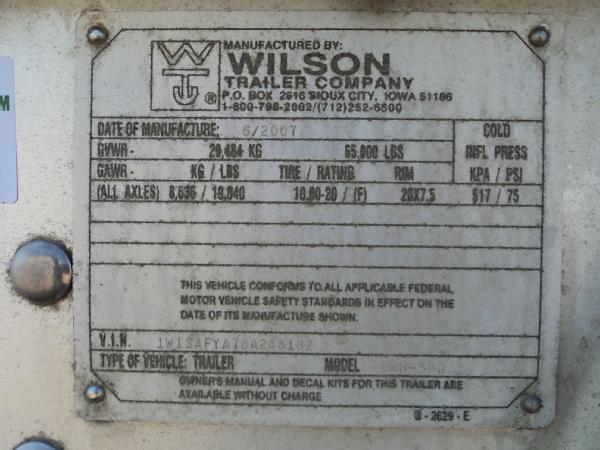 M
WT ®
MANUFACTURED BY:
WILSON
TRAILER COMPANY
P.O. BOX 2616 SIOUX CITY, IOWA 51106
1-800-798-2002/(712)252-6500
DATE OF MANUFACTURE: 6/2007 COLD
GVWR - 29,484 KG 65,000 LBS INFL PRESS
GAWR - KG / LBS TIRE / RATING RIM KPA / PSI
(ALL AXLES) 8,636 / 19,040 10.00-20 / (F) 20X7.5 517 / 75
THIS VEHICLE CONFORMS TO ALL APPLICABLE FEDERAL
MOTOR VEHICLE SAFETY STANDARDS IN EFFECT ON THE
DATE OF ITS MANUFACTURE SHOWN.
V.I.N.
TYPE OF VEHICLE: TRAILER MODEL
OWNER'S MANUAL AND DECAL KITS FOR THIS TRAILER ARE
AVAILABLE WITHOUT CHARGE
- 2629 - E